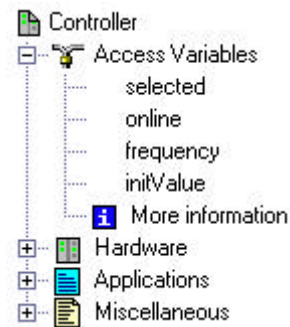 Controller
Access Variables
selected
online
frequency
initValue
More information
Hardware
Applications
Miscellaneous